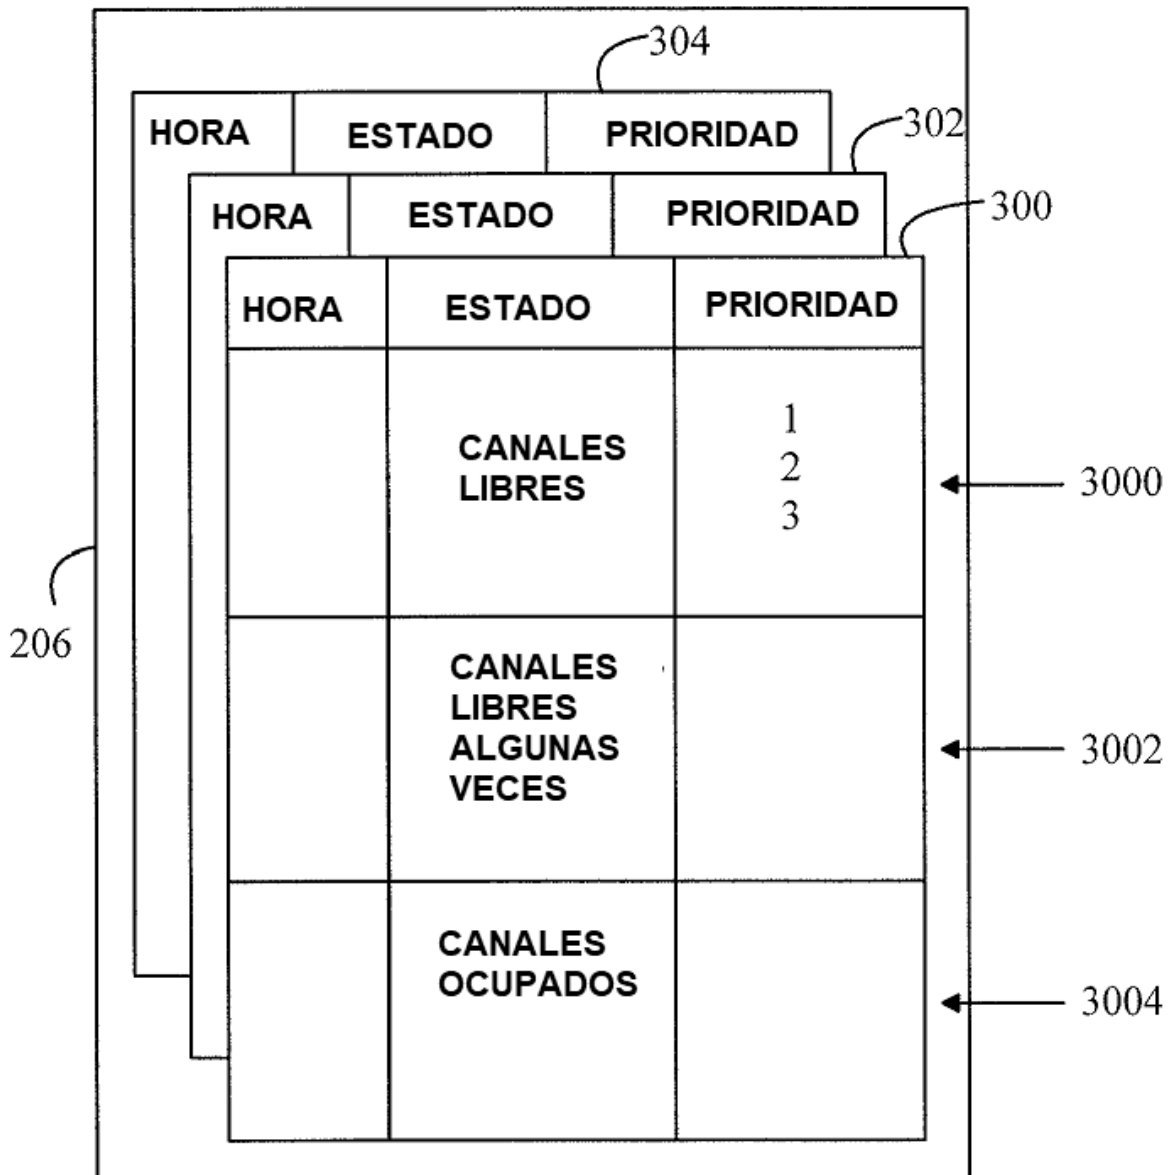 304
HORA ESTADO PRIORIDAD
302
HORA ESTADO PRIORIDAD
300
HORA ESTADO PRIORIDAD
CANALES
LIBRES
1
2
3
3000
206
CANALES
LIBRES
ALGUNAS
VECES
3002
CANALES
OCUPADOS
3004